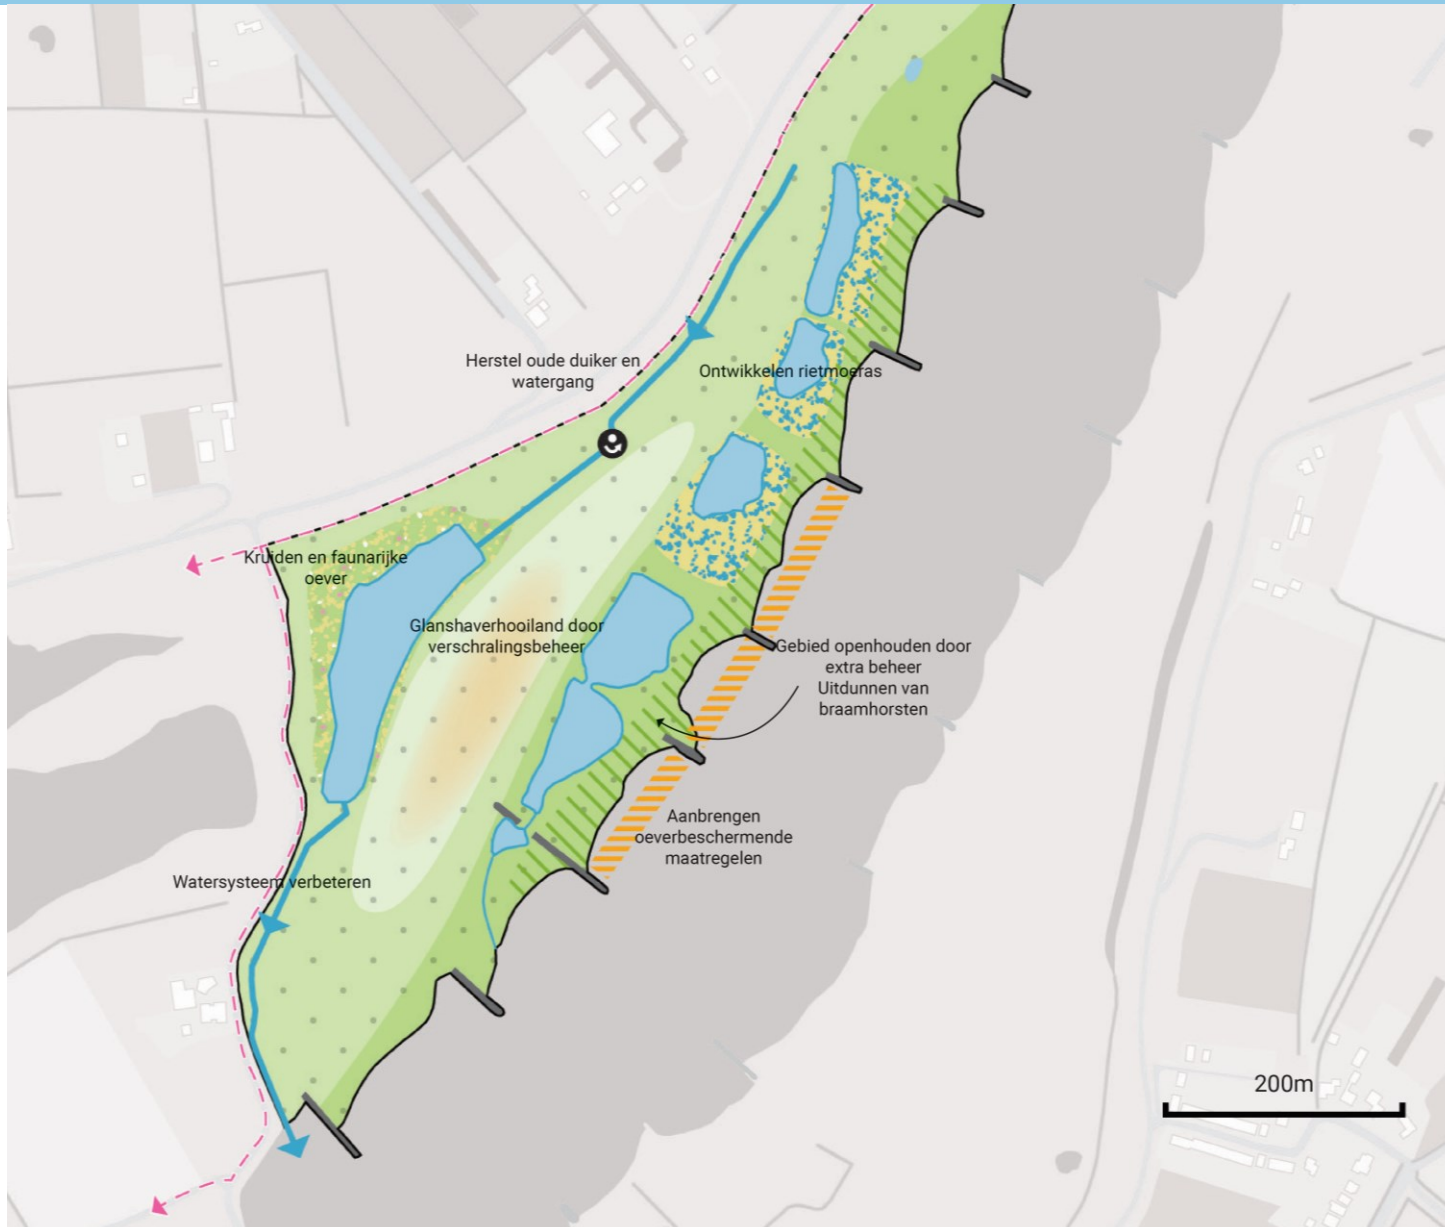 Herstel oude duiker en
watergang
Ontwikkelen rietmoeras
Kruiden en faunarijke
oever
Glanshaverhooiland door
verschralingsbeheer
Gebied openhouden door
extra beheer
Uitdunnen van
braamhorsten
Aanbrengen
oeverbeschermende
maatregelen
Watersysteem verbeteren
200m